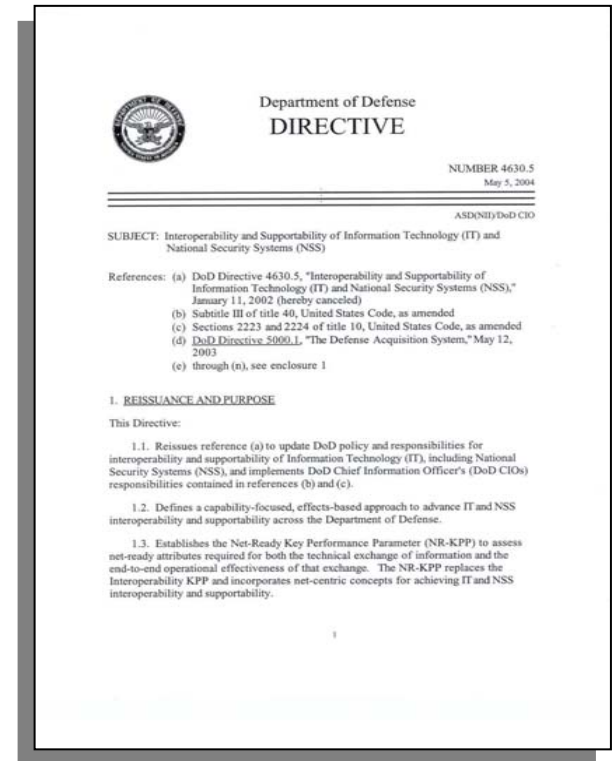 Department of Defense
DIRECTIVE
NUMBER 4630.5
May 5, 2004
ASD(NII)/DoD CIO
SUBJECT: Interoperability and Supportability of Information Technology (IT) and
National Security Systems (NSS)
References: (a) DoD Directive 4630.5, "Interoperability and Supportability of
Information Technology (IT) and National Security Systems (NSS),"
January 11, 2002 (hereby canceled)
(b) Subtitle III of title 40, United States Code, as amended
(c) Sections 2223 and 2224 of title 10, United States Code, as amended
(d) DoD Directive 5000.1, "The Defense Acquisition System," May 12,
2003
(e) through (n), see enclosure 1
1. REISSUANCE AND PURPOSE
This Directive:
1.1. Reissues reference (a) to update DoD policy and responsibilities for
interoperability and supportability of Information Technology (IT), including National
Security Systems (NSS), and implements DoD Chief Information Officer's (DoD CIOs)
responsibilities contained in references (b) and (c).
1.2. Defines a capability-focused, effects-based approach to advance IT and NSS
interoperability and supportability across the Department of Defense.
1.3. Establishes the Net-Ready Key Performance Parameter (NR-KPP) to assess
net-ready attributes required for both the technical exchange of information and the
end-to-end operational effectiveness of that exchange. The NR-KPP replaces the
Interoperability KPP and incorporates net-centric concepts for achieving IT and NSS
interoperability and supportability.
1